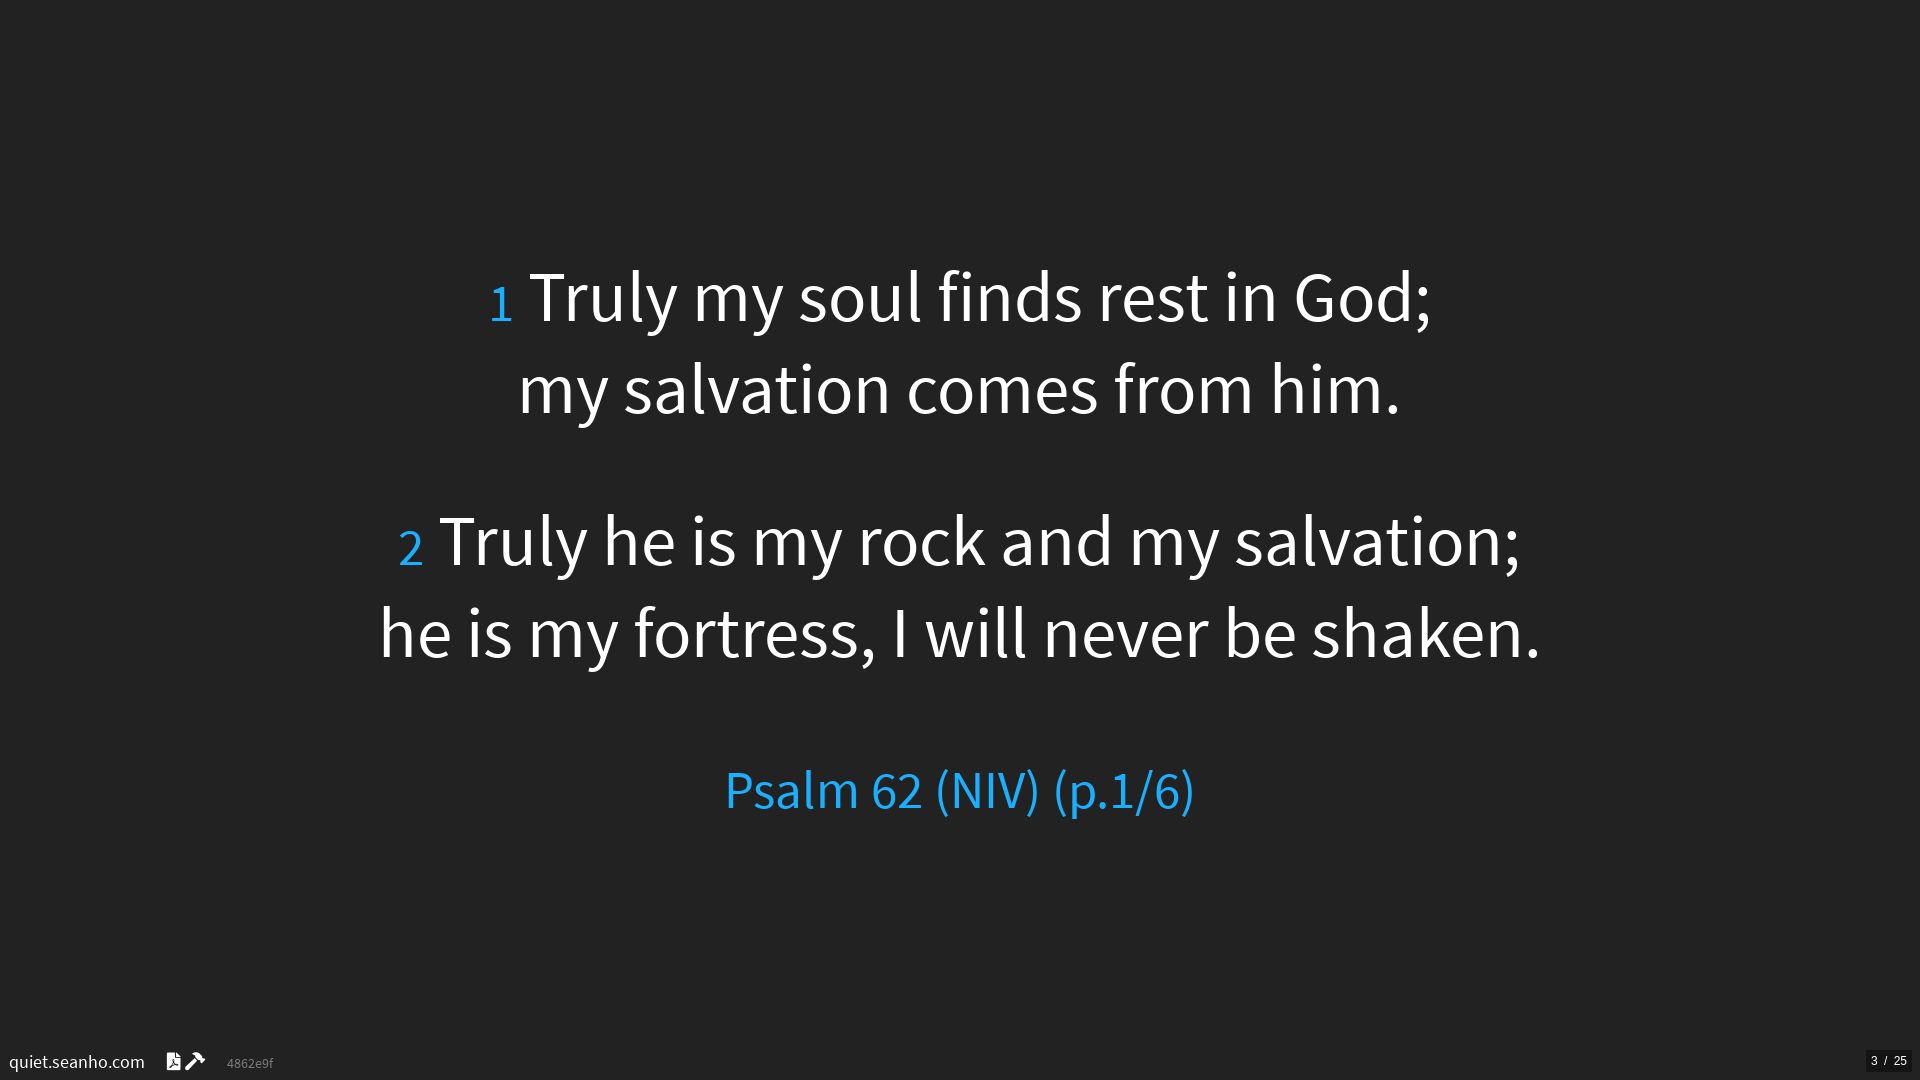 1 Truly my soul finds rest in God;
my salvation comes from him.
2 Truly he is my rock and my salvation;
he is my fortress, I will never be shaken.
Psalm 62 (NIV) (p.1/6)
quiet.seanho.com 4862e9f
3 / 25